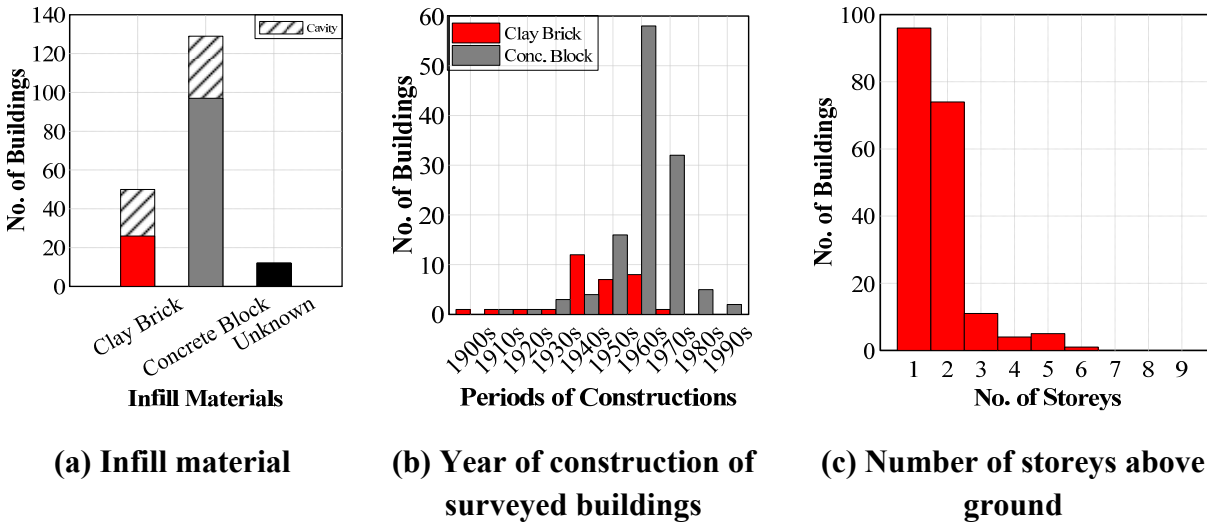 140
120
100
80
60
40
20
0
No. of Buildings
Cavity
Clay Brick
Concrete Block
Unknown
Infill Materials
(a) Infill material
60
50
40
30
20
10
0
No. of Buildings
Clay Brick
Conc. Block
1900s
1910s
1920s
1930s
1940s
1950s
1960s
1970s
1980s
1990s
Periods of Constructions
(b) Year of construction of
surveyed buildings
100
80
60
40
20
0
No. of Buildings
1 2 3 4 5 6 7 8 9
No. of Storeys
(c) Number of storeys above
ground